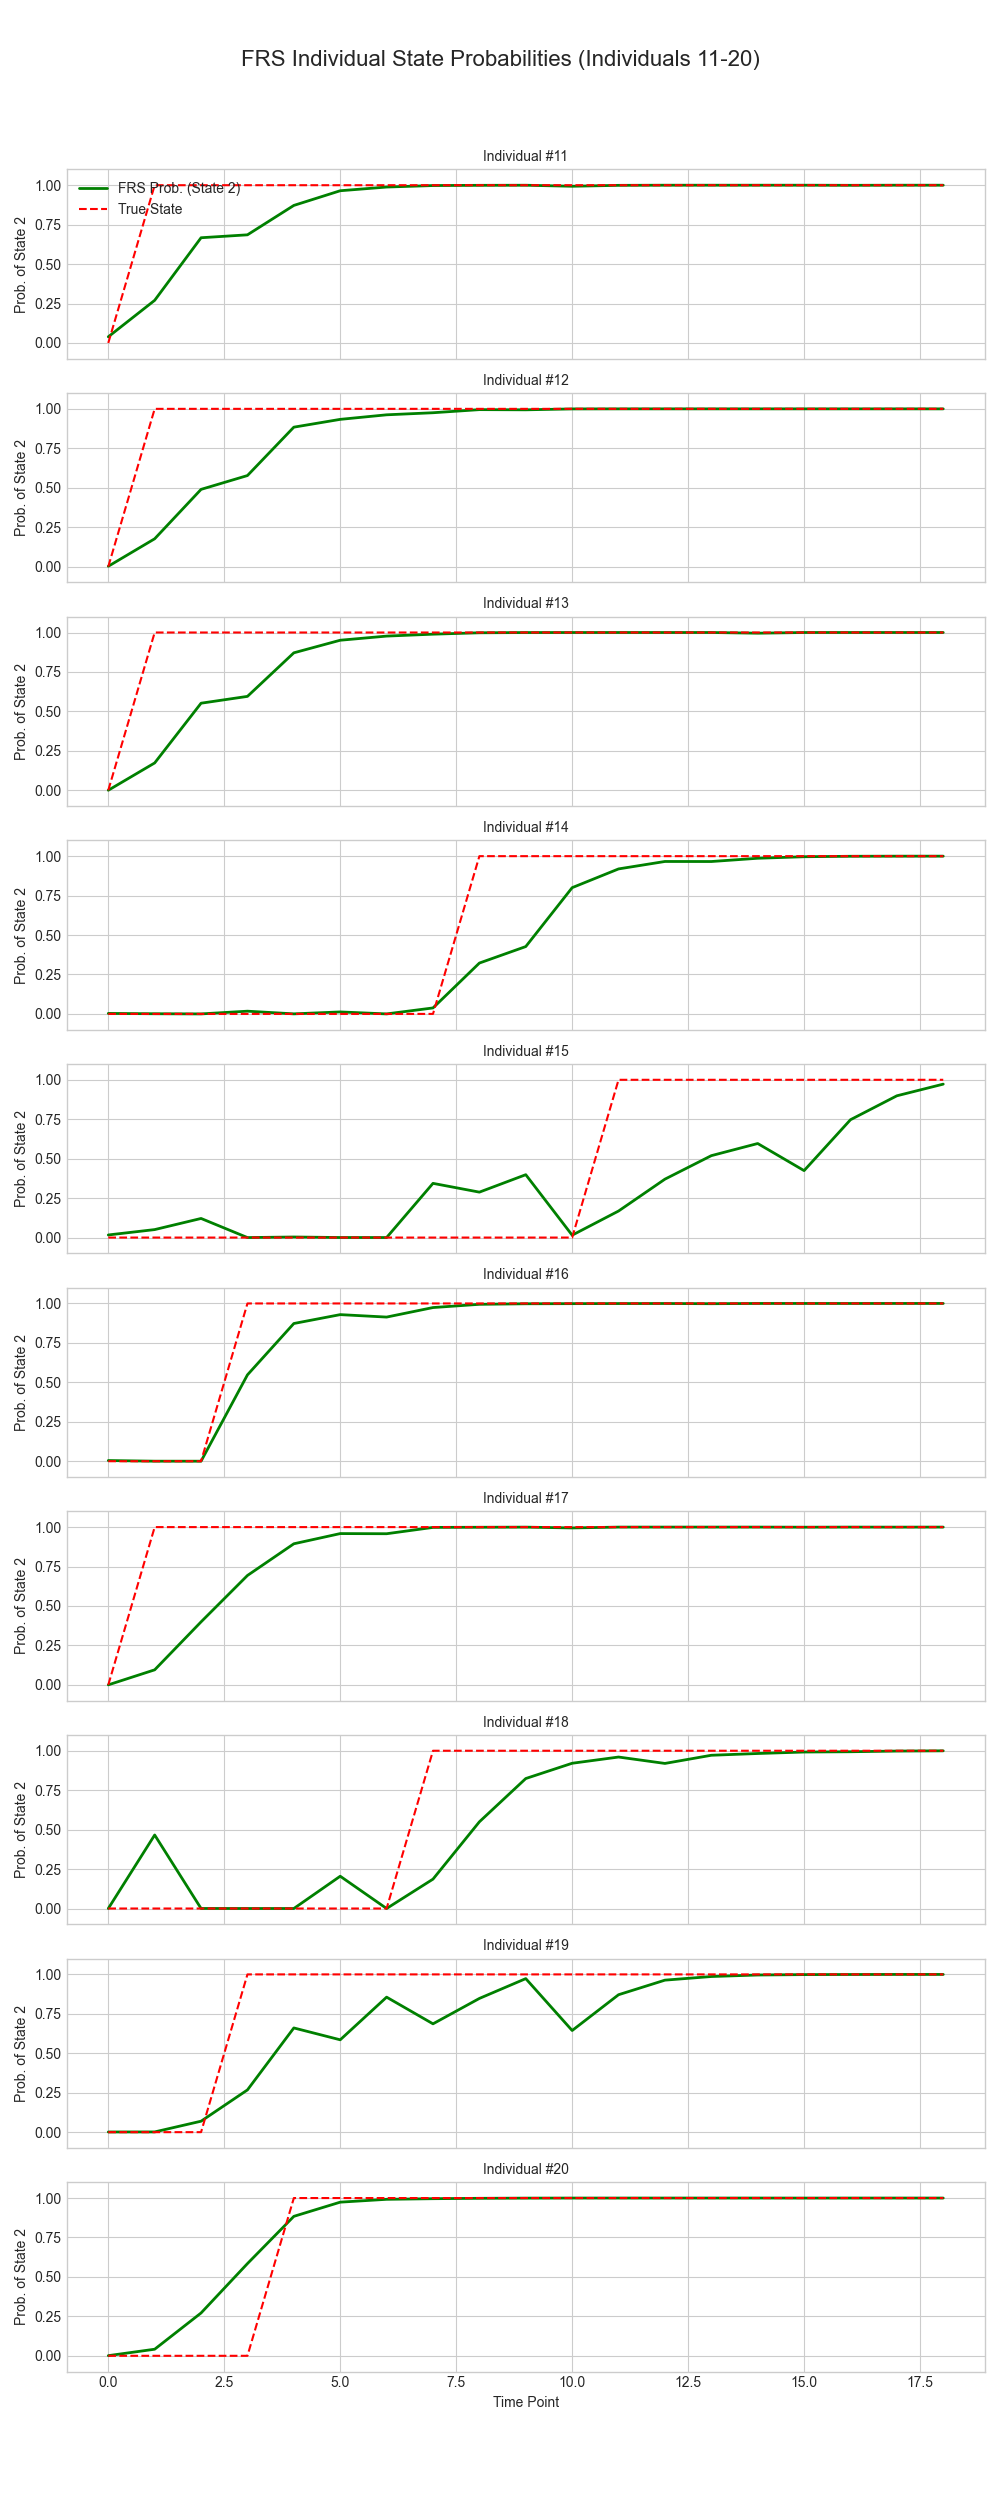 FRS Individual State Probabilities (Individuals 11-20)
Individual #11
FRS Prob. (State 2)
True State
Prob. of State 2
1.00
0.75
0.50
0.25
0.00
Individual #12
Prob. of State 2
1.00
0.75
0.50
0.25
0.00
Individual #13
Prob. of State 2
1.00
0.75
0.50
0.25
0.00
Individual #14
Prob. of State 2
1.00
0.75
0.50
0.25
0.00
Individual #15
Prob. of State 2
1.00
0.75
0.50
0.25
0.00
Individual #16
Prob. of State 2
1.00
0.75
0.50
0.25
0.00
Individual #17
Prob. of State 2
1.00
0.75
0.50
0.25
0.00
Individual #18
Prob. of State 2
1.00
0.75
0.50
0.25
0.00
Individual #19
Prob. of State 2
1.00
0.75
0.50
0.25
0.00
Individual #20
Prob. of State 2
1.00
0.75
0.50
0.25
0.00
0.0 2.5 5.0 7.5 10.0 12.5 15.0 17.5
Time Point